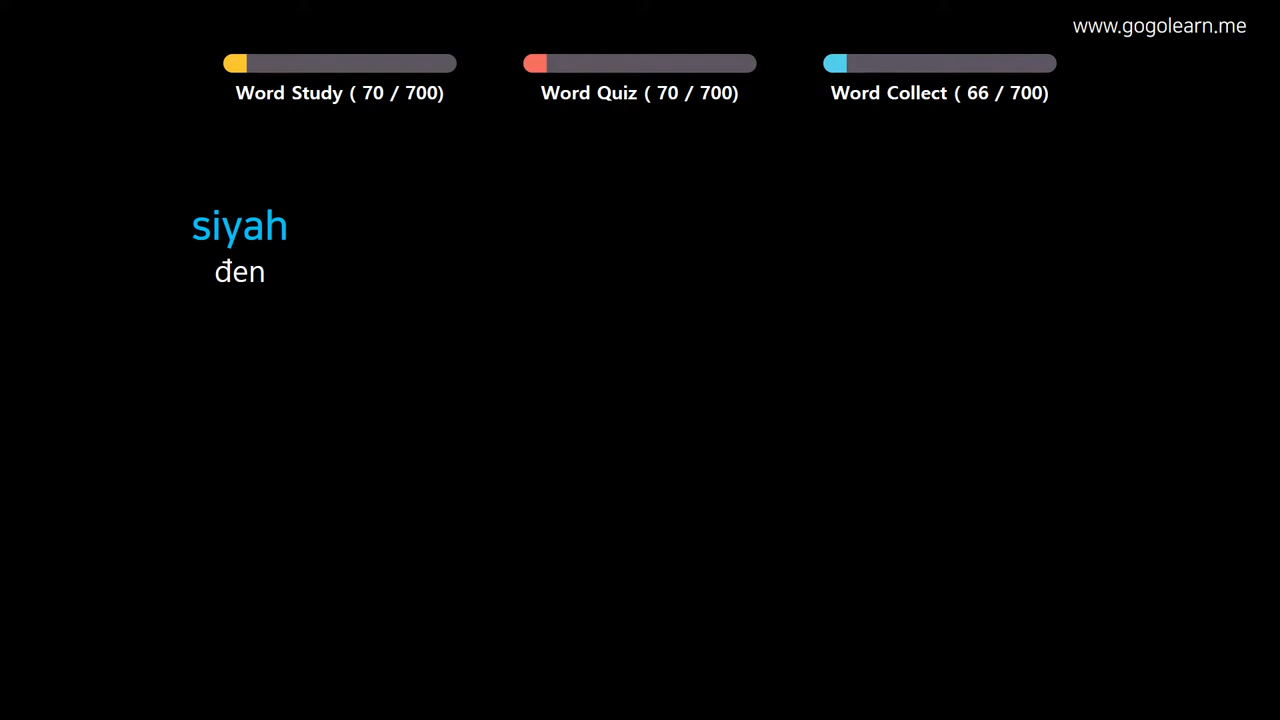 www.gogolearn.me
Word Study ( 70 / 700)
Word Quiz ( 70 / 700)
Word Collect ( 66 / 700)
siyah
đen